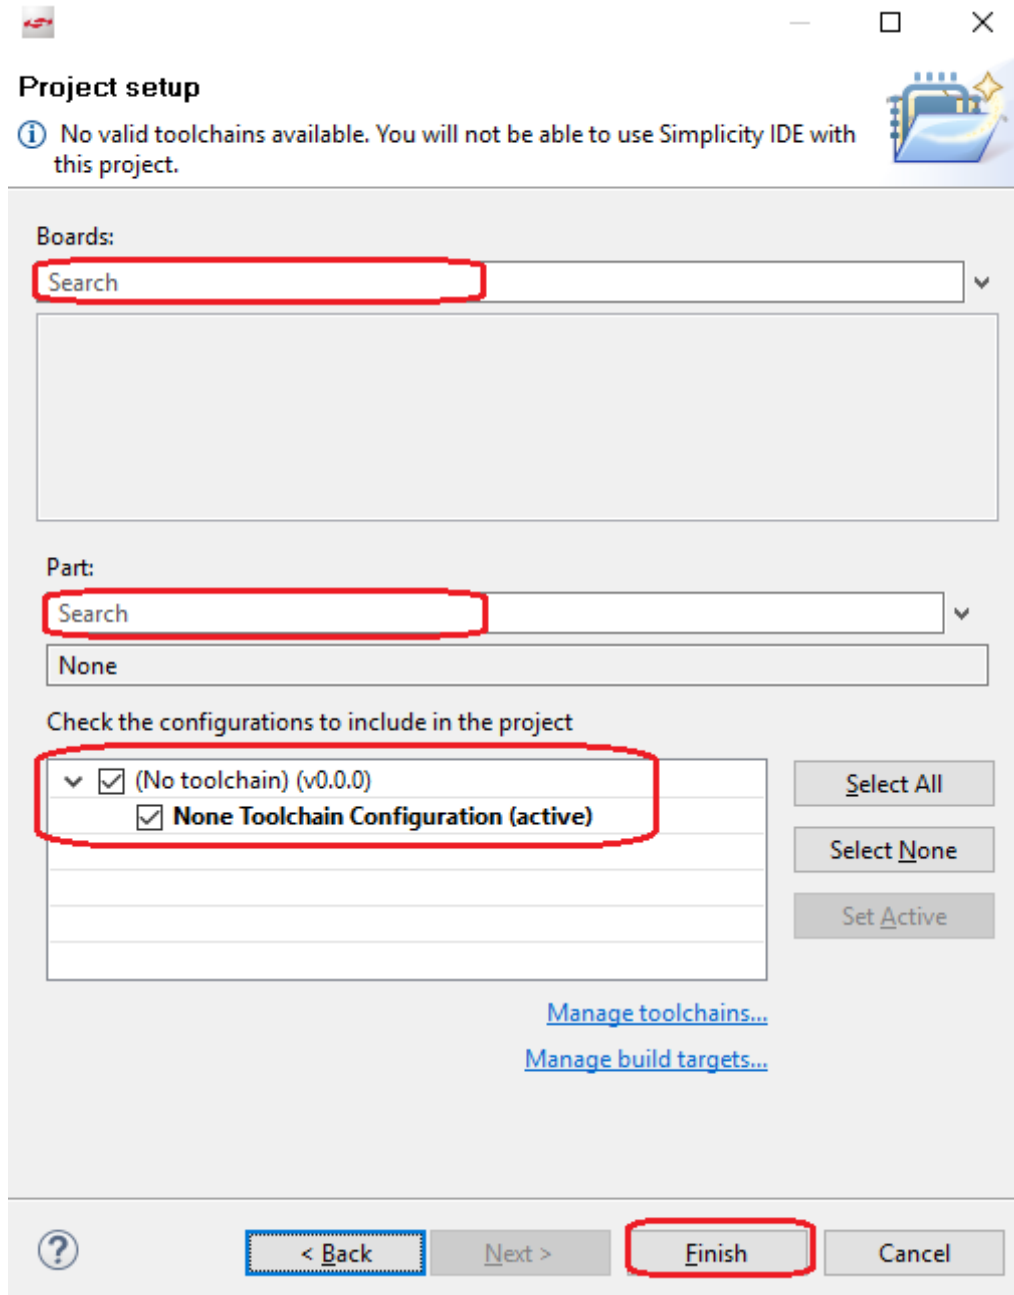 Project setup
No valid toolchains available. You will not be able to use Simplicity IDE with
this project.
Boards:
Search
Part:
Search
None
Check the configurations to include in the project
(No toolchain) (v0.0.0)
None Toolchain Configuration (active)
Select All
Select None
Set Active
Manage toolchains...
Manage build targets...
< Back
Next >
Finish
Cancel